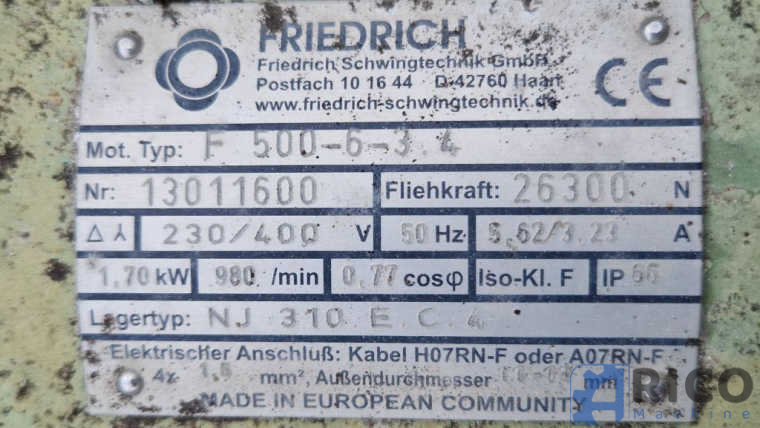 FRIEDRICH
Friedrich Schwingtechnik GmbH
Postfach 10 16 44 D-42760 Haan
www.friedrich-schwingtechnik.de
CE
Mot. Typ: F 500-6-3.4
Nr: 13011600 Fliehkraft: 26300 N
Δ 230/400 V 50 Hz 5,62/3,23 A
1,70 kW 980 /min 0,77 cosφ Iso-Kl. F IP 66
Lagertyp: NJ 310 E.C.4
Elektrischer Anschluß: Kabel H07RN-F oder A07RN-F
4x 1,5 mm², Außendurchmesser mm
MADE IN EUROPEAN COMMUNITY
RICO
Makine